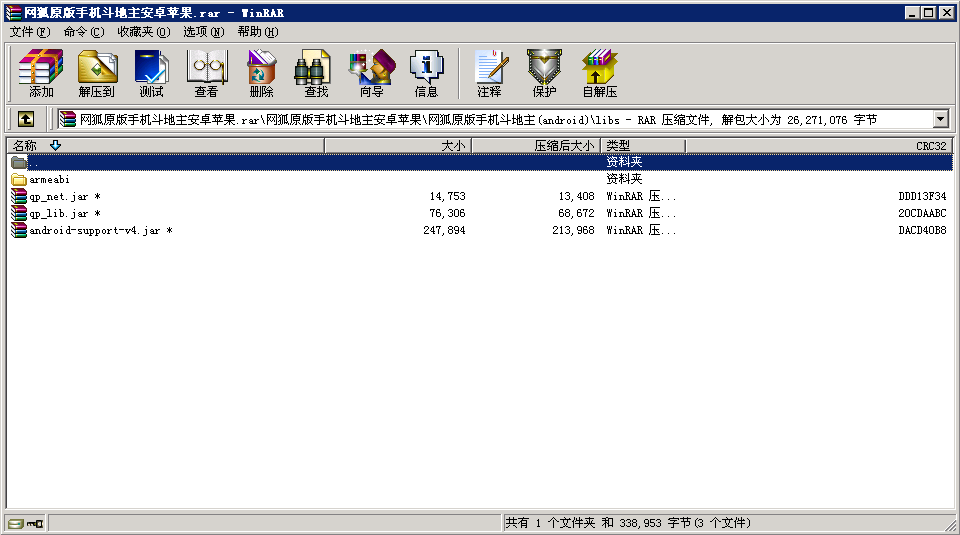 网狐原版手机斗地主安卓苹果.rar - WinRAR
文件(F) 命令(C) 收藏夹(O) 选项(N) 帮助(H)
添加 解压到 测试 查看 删除 查找 向导 信息 注释 保护 自解压
网狐原版手机斗地主安卓苹果.rar\网狐原版手机斗地主安卓苹果\网狐原版手机斗地主(android)\libs - RAR 压缩文件, 解包大小为 26,271,076 字节
名称 大小 压缩后大小 类型 CRC32
.. 资料夹
armeabi 资料夹
qp_net.jar * 14,753 13,408 WinRAR 压... DDD13F34
qp_lib.jar * 76,306 68,672 WinRAR 压... 20CDAABC
android-support-v4.jar * 247,894 213,968 WinRAR 压... DACD40B8
共有 1 个文件夹 和 338,953 字节(3 个文件)